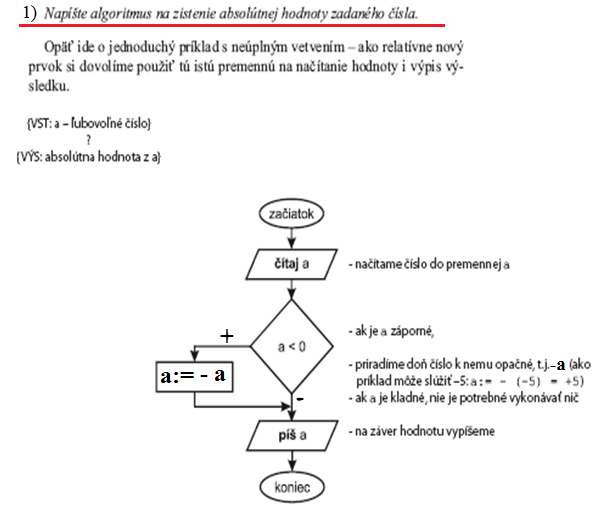 1) Napíšte algoritmus na zistenie absolútnej hodnoty zadaného čísla.
Opäť ide o jednoduchý príklad s neúplným vetvením – ako relatívne nový
prvok si dovolíme použiť tú istú premennú na načítanie hodnoty i výpis vý-
sledku.
{VST: a – ľubovoľné číslo}
?
{VÝS: absolútna hodnota z a}
začiatok
čítaj a
- načítame číslo do premennej a
+
a < 0
- ak je a záporné,
a:= - a
- priradíme doň číslo k nemu opačné, t.j.-a (ako
príklad môže slúžiť –5: a := - (-5) = +5)
- ak a je kladné, nie je potrebné vykonávať nič
-
píš a
- na záver hodnotu vypíšeme
koniec